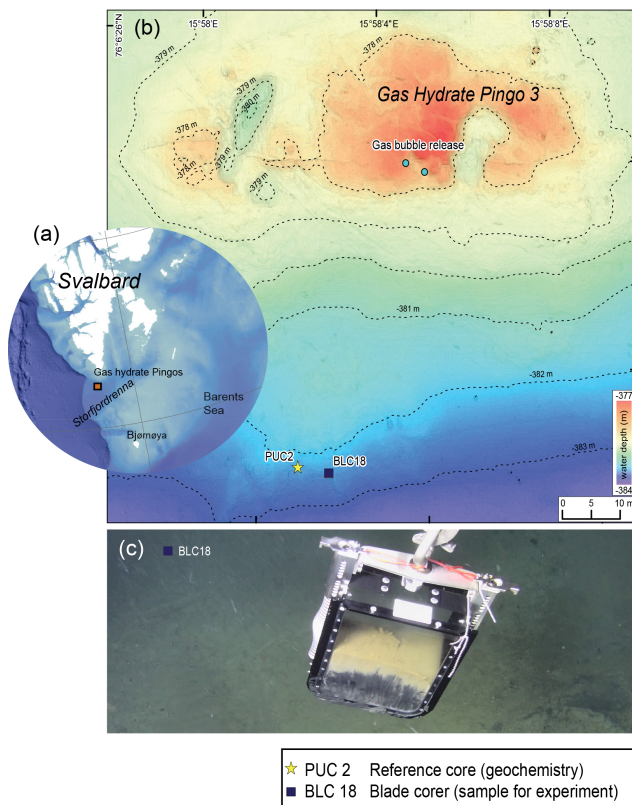 (b)
76°6'26"N
15°58'E
15°58'4"E
15°58'8"E
-379 m
-378 m
Gas Hydrate Pingo 3
-379 m
-380 m
-378 m
-379 m
-378 m
-379 m
Gas bubble release
(a)
Svalbard
-381 m
Gas hydrate Pingos
Storfjordrenna
Barents
Sea
Bjørnøya
-382 m
-383 m
PUC2
BLC18
-377
water depth (m)
-384
0 5 10 m
(c)
BLC18
PUC 2 Reference core (geochemistry)
BLC 18 Blade corer (sample for experiment)